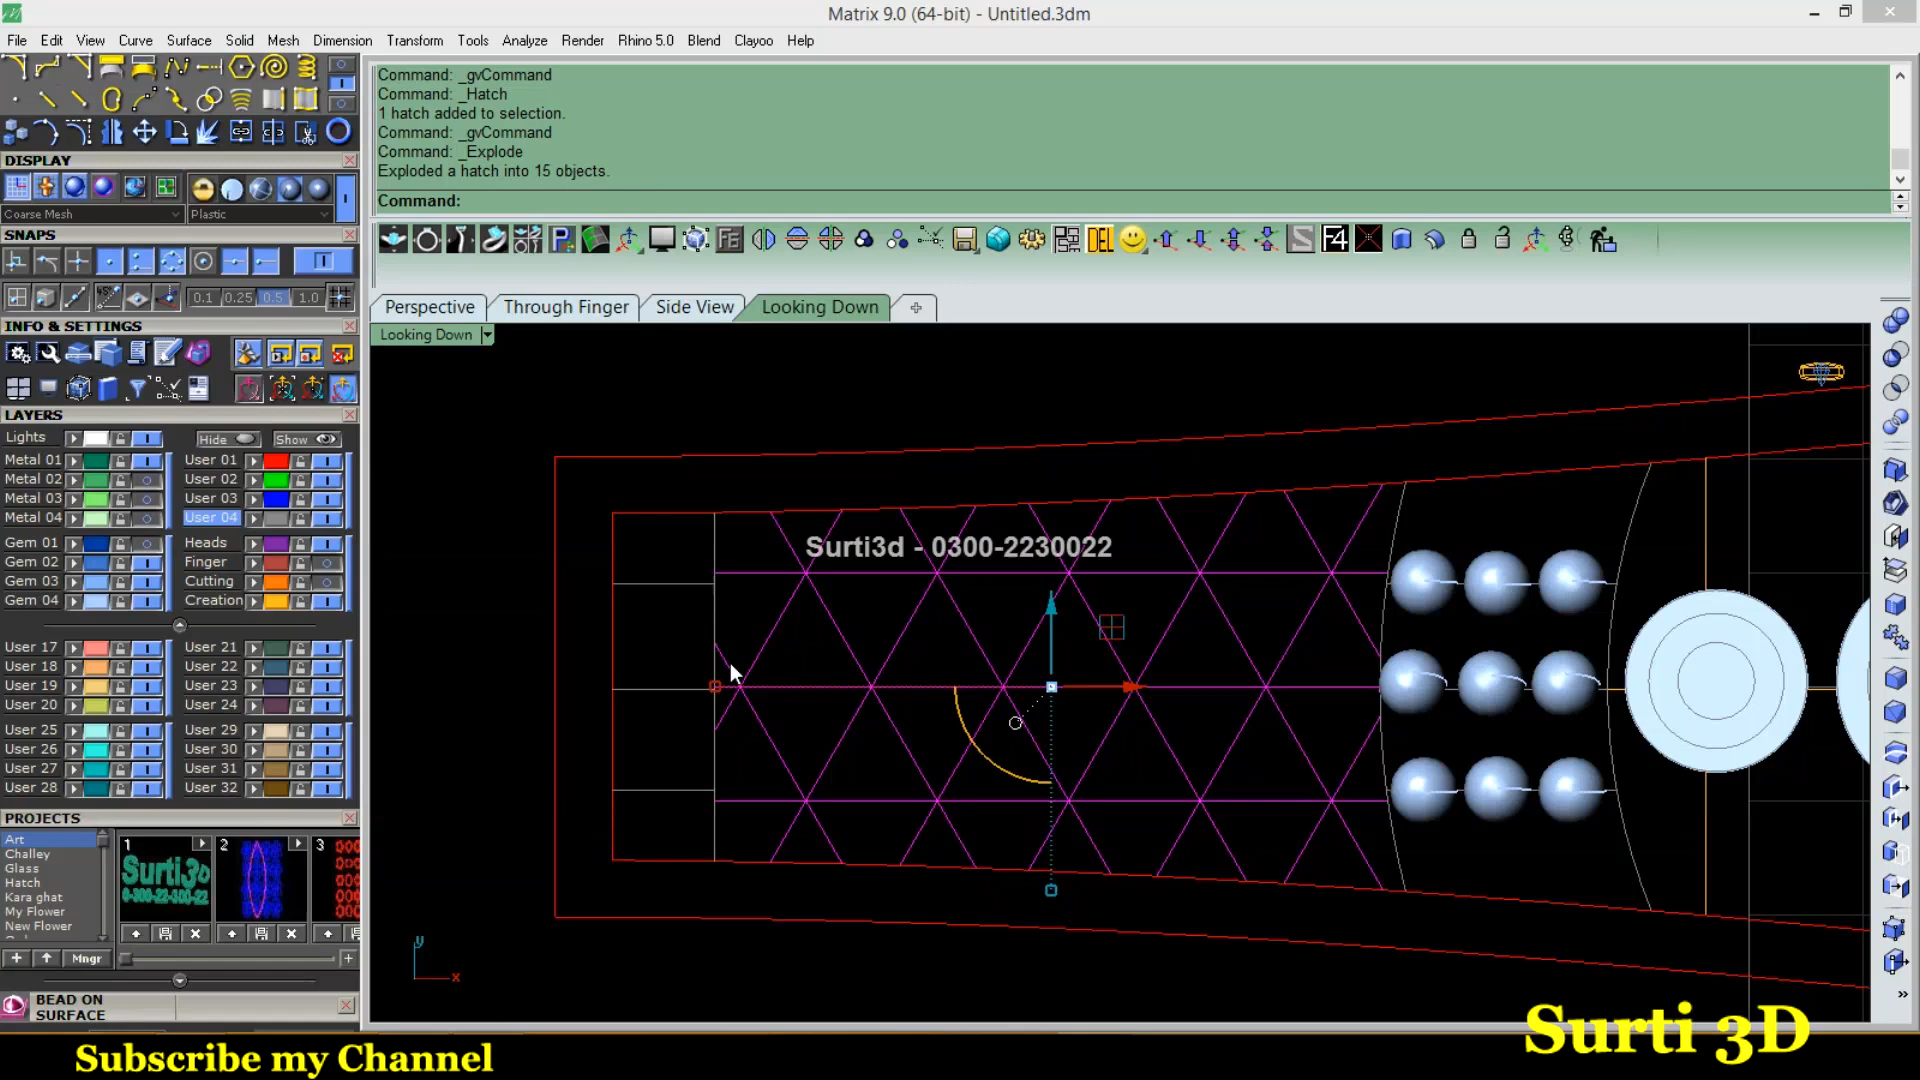 Matrix 9.0 (64-bit) - Untitled.3dm
File Edit View Curve Surface Solid Mesh Dimension Transform Tools Analyze Render Rhino 5.0 Blend Clayoo Help
Command: _gvCommand
Command: _Hatch
1 hatch added to selection.
Command: _gvCommand
Command: _Explode
Exploded a hatch into 15 objects.
Command:
DISPLAY
Coarse Mesh Plastic
SNAPS
0.1 0.25 0.5 1.0
INFO & SETTINGS
LAYERS
Lights Hide Show
Metal 01 User 01
Metal 02 User 02
Metal 03 User 03
Metal 04 User 04
Gem 01 Heads
Gem 02 Finger
Gem 03 Cutting
Gem 04 Creation
User 17 User 21
User 18 User 22
User 19 User 23
User 20 User 24
User 25 User 29
User 26 User 30
User 27 User 31
User 28 User 32
PROJECTS
Art
Challey
Glass
Hatch
Kara ghat
My Flower
New Flower
1 2 3
Surti3D
Mngr
BEAD ON
SURFACE
FE DEL F4
Perspective Through Finger Side View Looking Down
Looking Down
Surti3d - 0300-2230022
y
x
Subscribe my Channel
Surti 3D